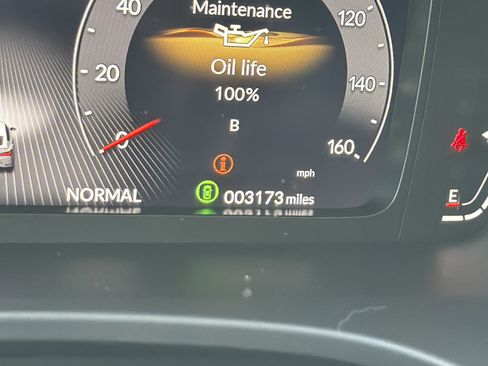 Maintenance
40
120
Oil life
20
140
100%
B
0
160
i
mph
E
NORMAL
003173 miles